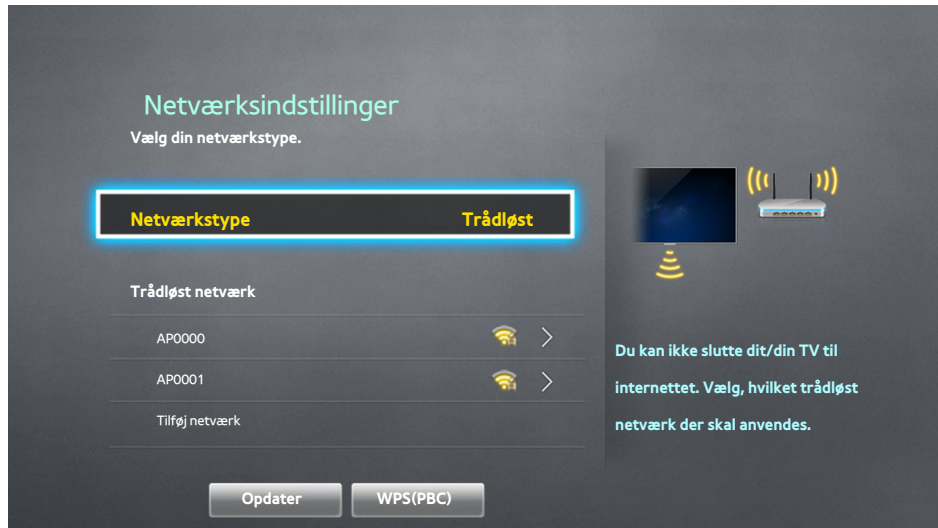 Netværksindstillinger
Vælg din netværkstype.
Netværkstype Trådløst
Trådløst netværk
AP0000
AP0001
Tilføj netværk
Opdater WPS(PBC)
Du kan ikke slutte dit/din TV til
internettet. Vælg, hvilket trådløst
netværk der skal anvendes.